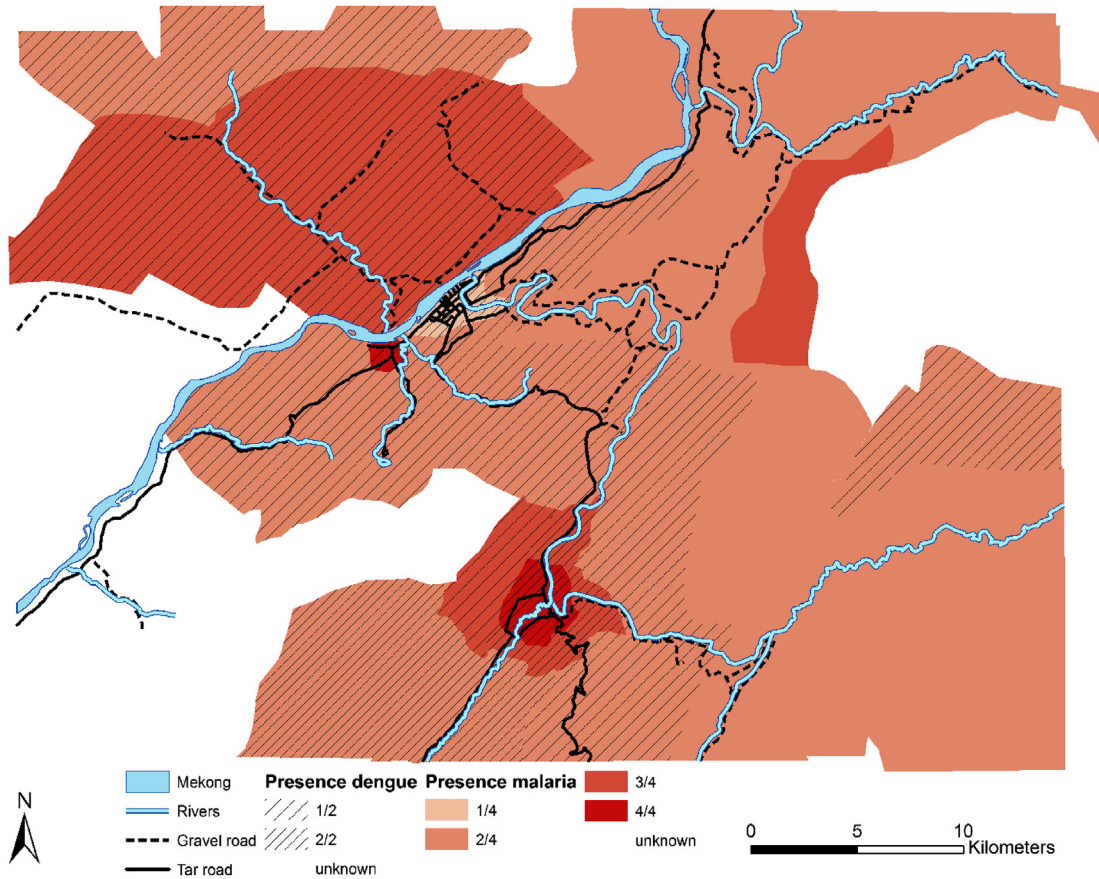 Mekong
Rivers
Gravel road
Tar road
Presence dengue
1/2
2/2
unknown
Presence malaria
1/4
2/4
3/4
4/4
unknown
N
0 5 10
Kilometers